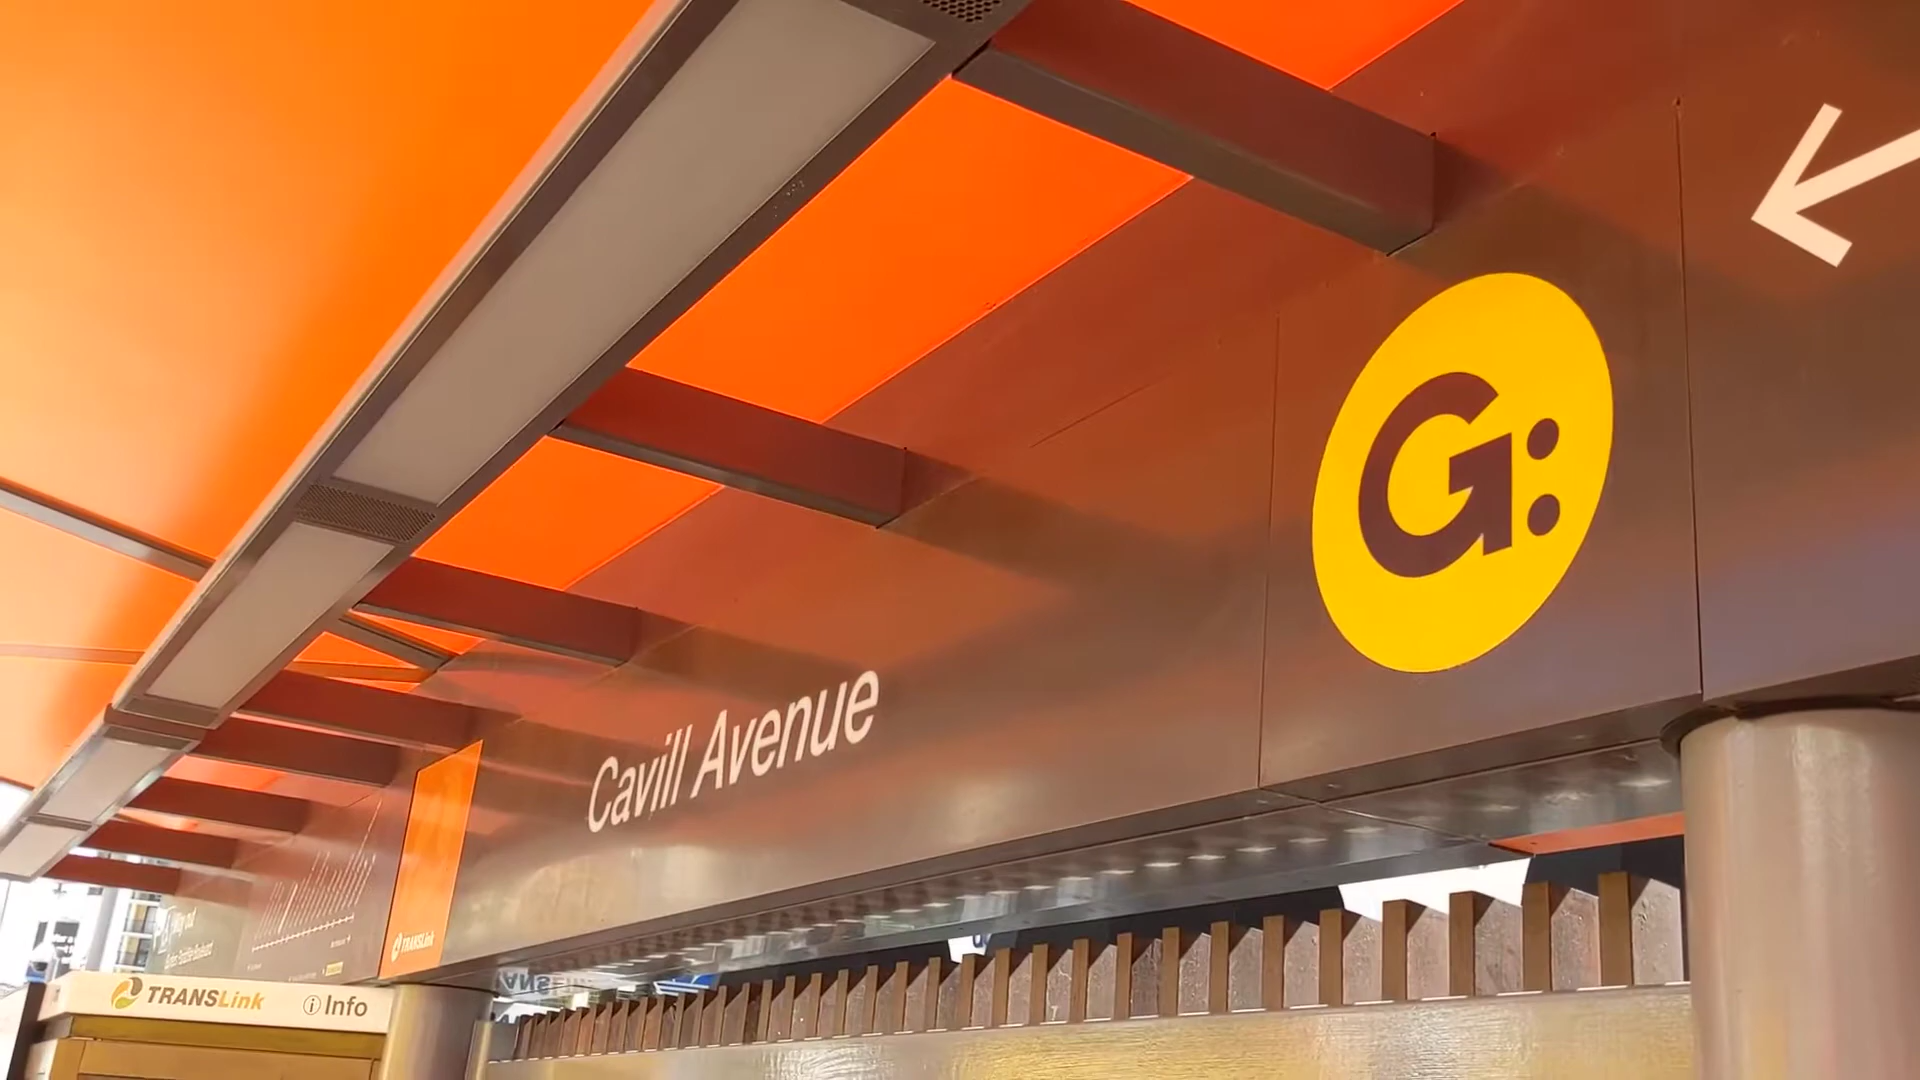 G:
Cavill Avenue
TRANSLink
TRANSLink
i Info